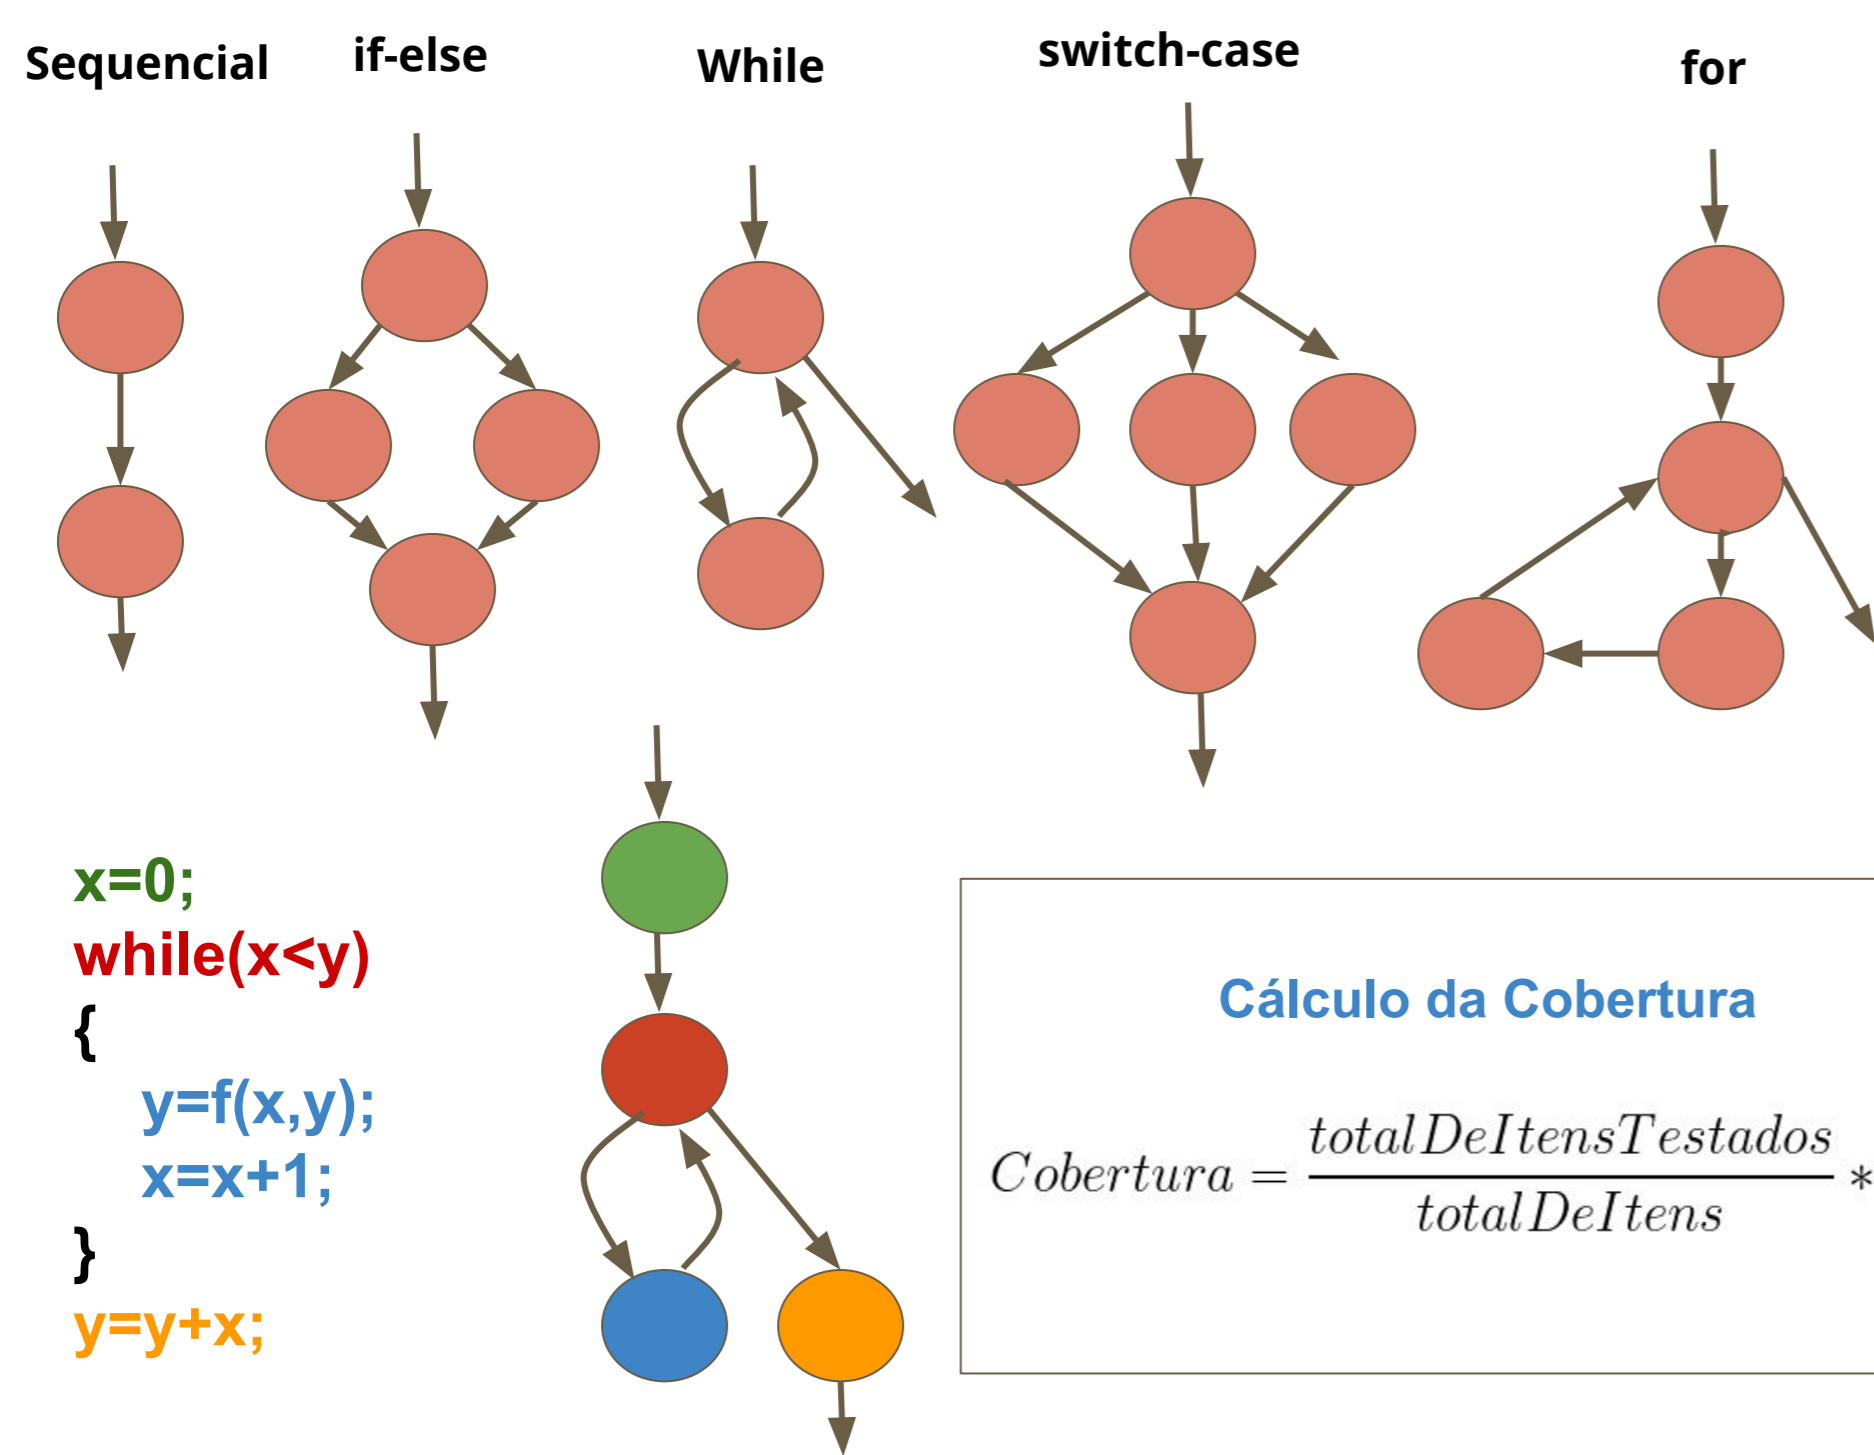 Sequencial
if-else
While
switch-case
for
x=0;
while(x<y)
{
y=f(x,y);
x=x+1;
}
y=y+x;
Cálculo da Cobertura
Cobertura = totalDeItensTestados
totalDeItens
*